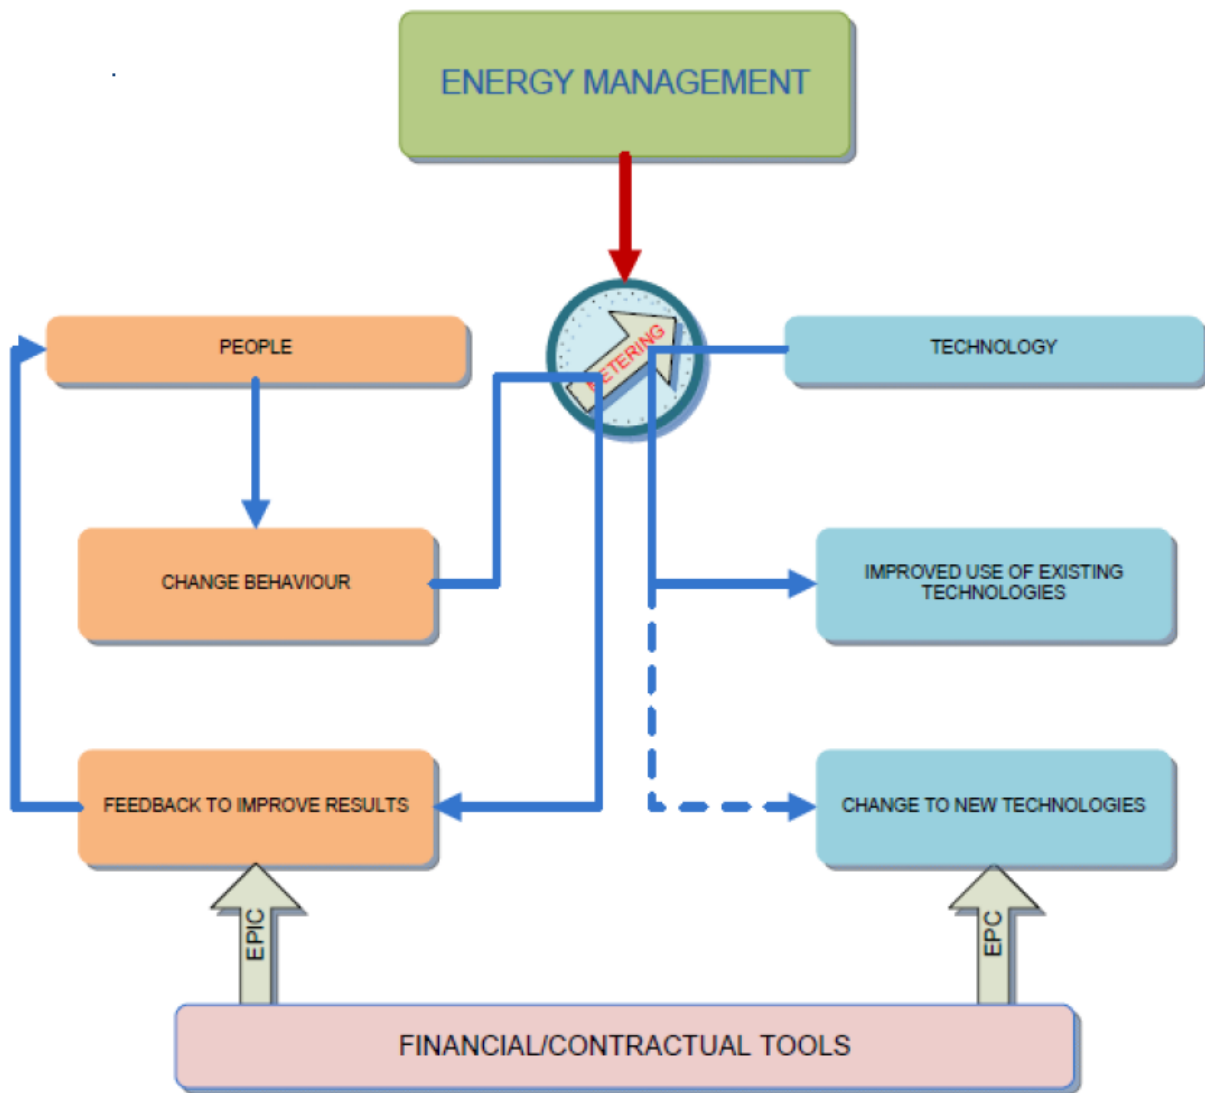 ENERGY MANAGEMENT
METERING
PEOPLE
TECHNOLOGY
CHANGE BEHAVIOUR
IMPROVED USE OF EXISTING
TECHNOLOGIES
FEEDBACK TO IMPROVE RESULTS
CHANGE TO NEW TECHNOLOGIES
EPIC
EPC
FINANCIAL/CONTRACTUAL TOOLS